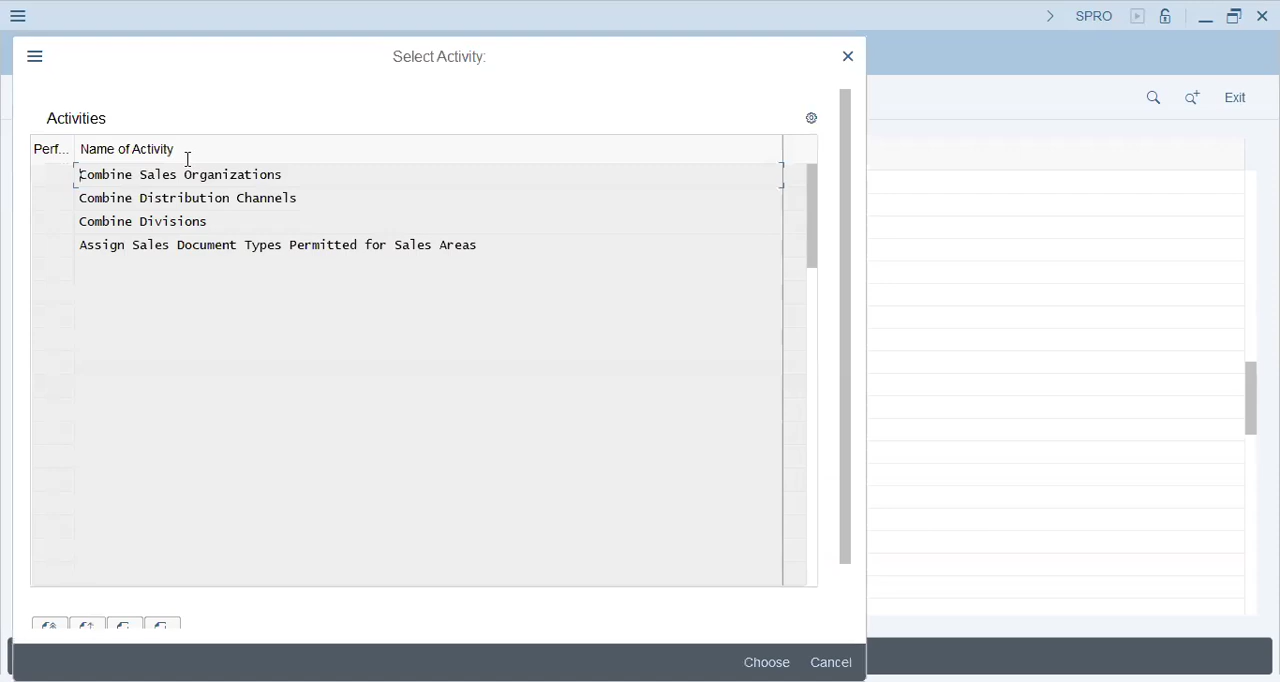 SPRO
Select Activity:
Exit
Activities
Perf... Name of Activity
Combine Sales Organizations
Combine Distribution Channels
Combine Divisions
Assign Sales Document Types Permitted for Sales Areas
Choose Cancel